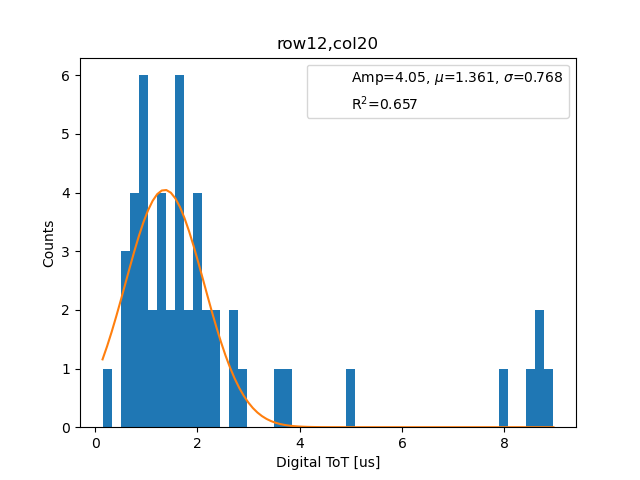 row12,col20
Amp=4.05, μ=1.361, σ=0.768
R²=0.657
Counts
6
5
4
3
2
1
0
0 2 4 6 8
Digital ToT [us]